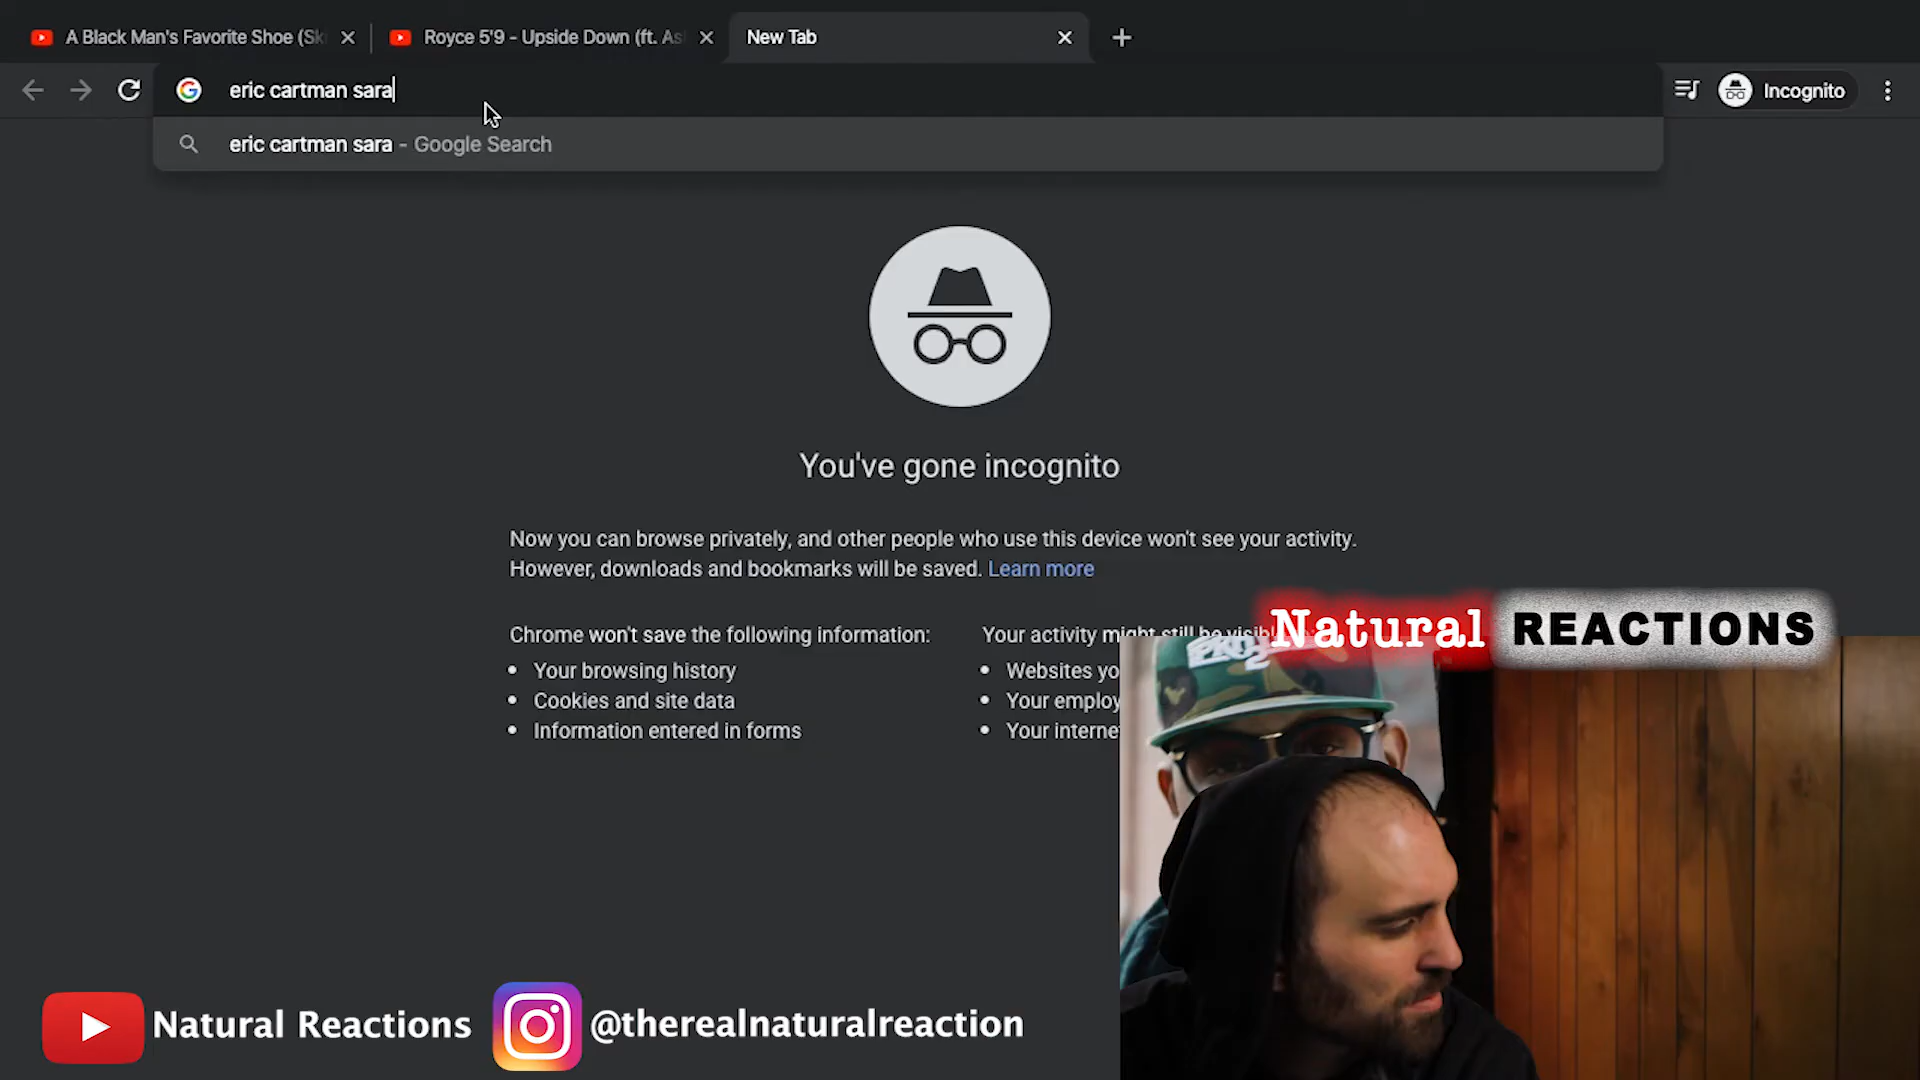 A Black Man's Favorite Shoe (Sk
Royce 5'9 - Upside Down (ft. As
New Tab
eric cartman sara
Incognito
eric cartman sara - Google Search
You've gone incognito
Now you can browse privately, and other people who use this device won't see your activity.
However, downloads and bookmarks will be saved. Learn more
Chrome won't save the following information:
Your browsing history
Cookies and site data
Information entered in forms
Your activity might still be visib
Websites yo
Your employ
Your interne
Natural REACTIONS
Natural Reactions
@therealnaturalreaction